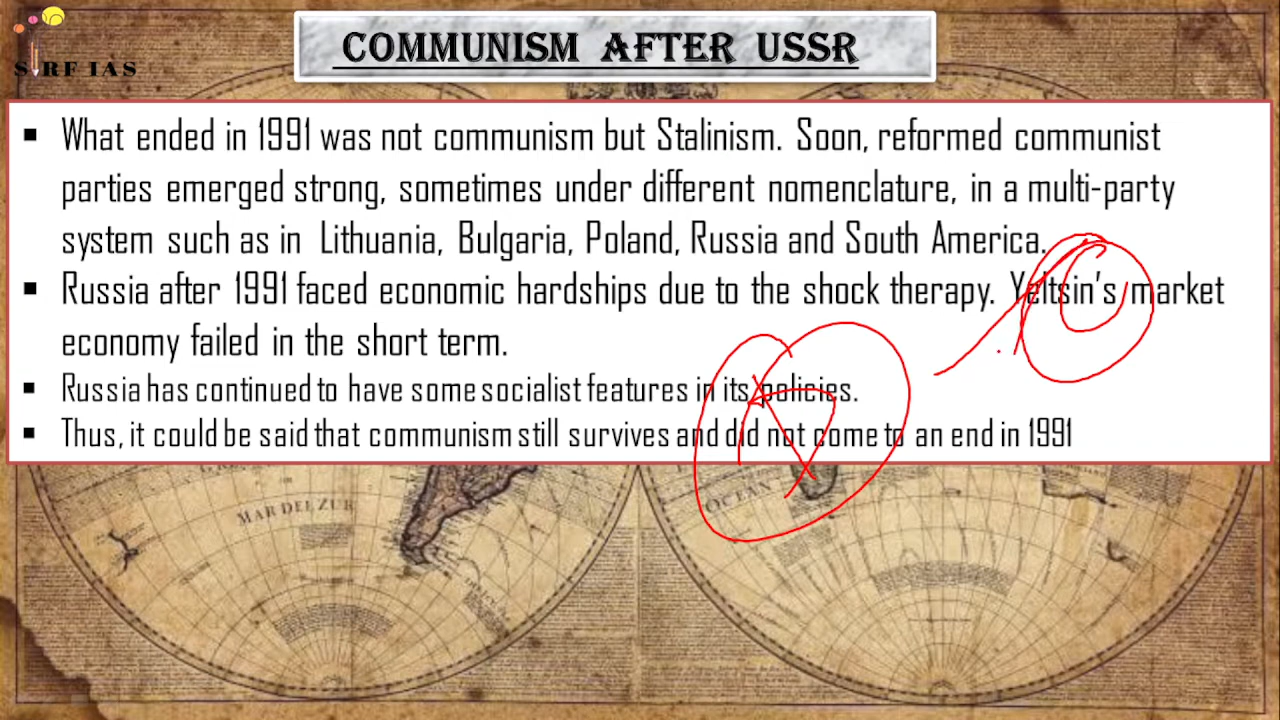 S RF IAS
COMMUNISM AFTER USSR
▪ What ended in 1991 was not communism but Stalinism. Soon, reformed communist
parties emerged strong, sometimes under different nomenclature, in a multi-party
system such as in Lithuania, Bulgaria, Poland, Russia and South America.
▪ Russia after 1991 faced economic hardships due to the shock therapy. Yeltsin's market
economy failed in the short term.
▪ Russia has continued to have some socialist features in its policies.
▪ Thus, it could be said that communism still survives and did not come to an end in 1991
MAR DEL ZUR
OCEAN